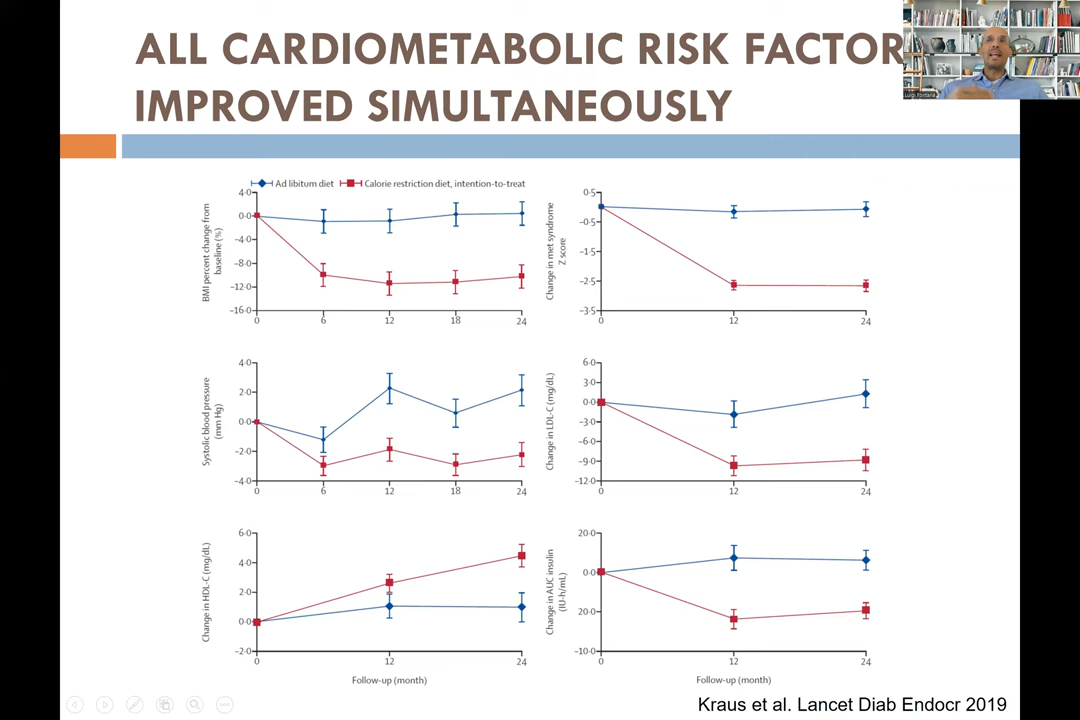 ALL CARDIOMETABOLIC RISK FACTOR
IMPROVED SIMULTANEOUSLY
Luigi Fontana
Ad libitum diet
Calorie restriction diet, intention-to-treat
BMI percent change from
baseline (%)
4·0
0·0
−4·0
−8·0
−12·0
−16·0
0 6 12 18 24
Change in met syndrome
Z score
0·5
−0·5
−1·5
−2·5
−3·5
0 12 24
Systolic blood pressure
(mm Hg)
4·0
2·0
0·0
−2·0
−4·0
0 6 12 18 24
Change in LDL-C (mg/dL)
6·0
3·0
0·0
−3·0
−6·0
−9·0
−12·0
0 12 24
Change in HDL-C (mg/dL)
6·0
4·0
2·0
0·0
−2·0
0 12 24
Follow-up (month)
Change in AUC insulin
(IU·h/mL)
20·0
0·0
20·0
−10·0
0 12 24
Follow-up (month)
Kraus et al. Lancet Diab Endocr 2019